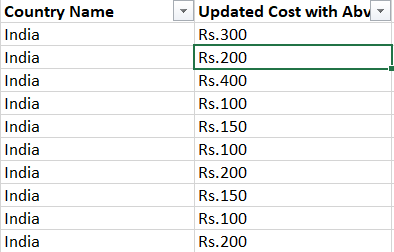 Country Name Updated Cost with Abv
India Rs.300
India Rs.200
India Rs.400
India Rs.100
India Rs.150
India Rs.100
India Rs.200
India Rs.150
India Rs.100
India Rs.200